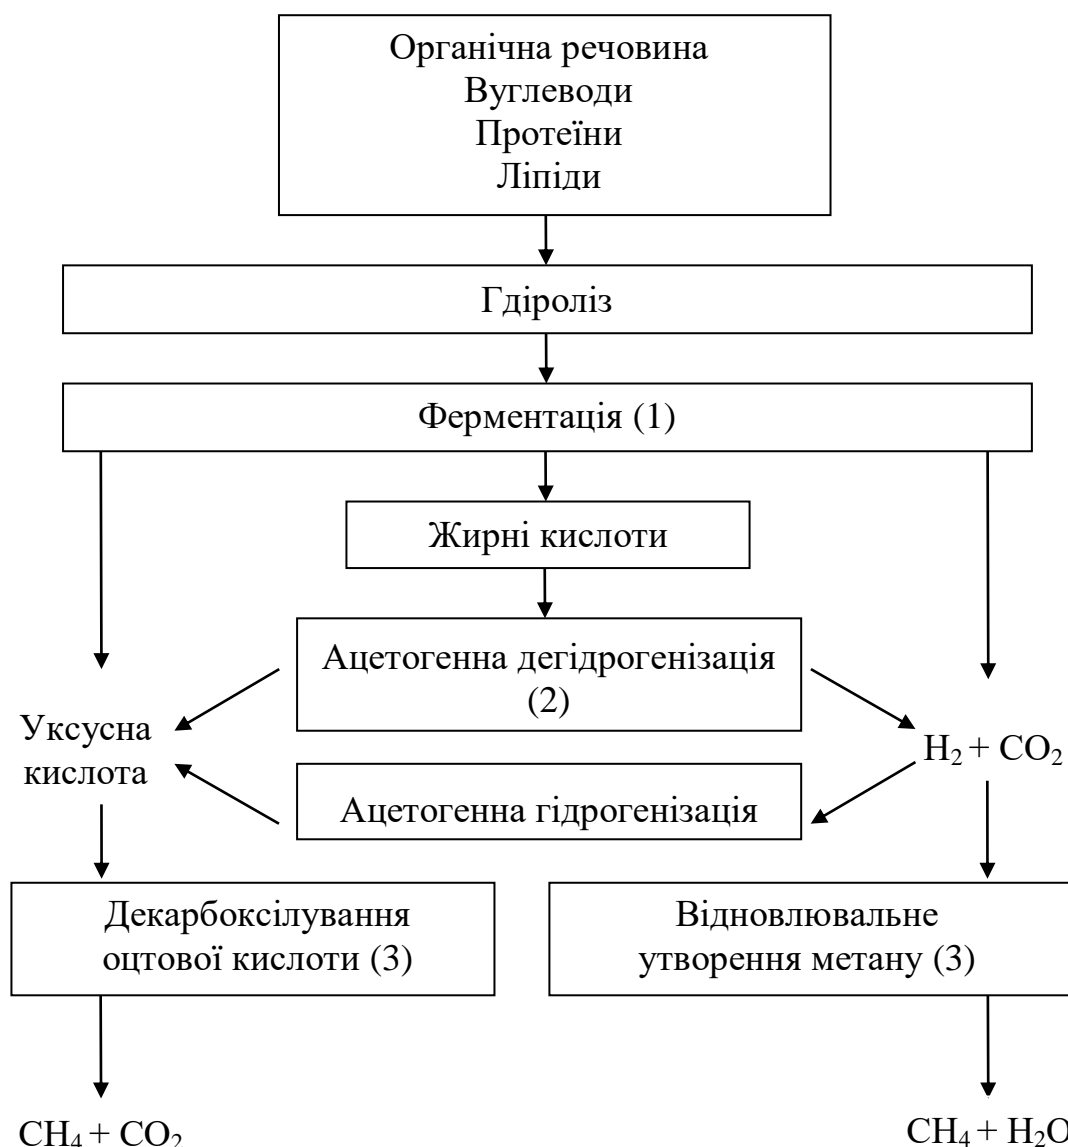 Органічна речовина
Вуглеводи
Протеїни
Ліпіди
Гдіроліз
Ферментація (1)
Жирні кислоти
Ацетогенна дегідрогенізація
(2)
Уксусна
кислота
H₂ + CO₂
Ацетогенна гідрогенізація
Декарбоксілування
оцтової кислоти (3)
Відновлювальне
утворення метану (3)
CH₄ + CO₂
CH₄ + H₂O